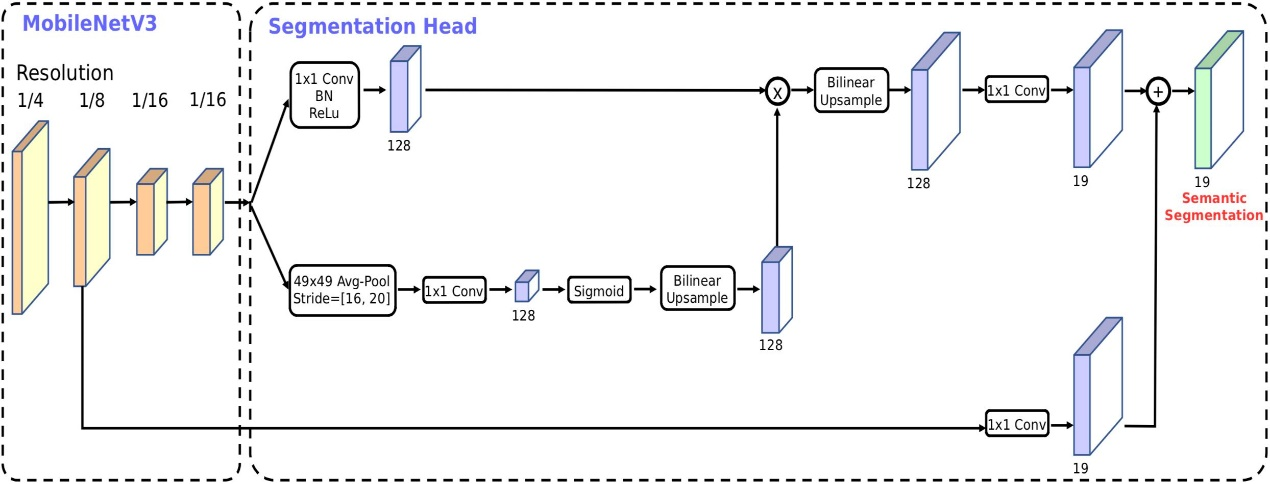 MobileNetV3
Segmentation Head
Resolution
1/4 1/8 1/16 1/16
1x1 Conv
BN
ReLu
128
x
Bilinear
Upsample
128
1x1 Conv
19
+
19
Semantic
Segmentation
49x49 Avg-Pool
Stride=[16, 20]
1x1 Conv
128
Sigmoid
Bilinear
Upsample
128
1x1 Conv
19